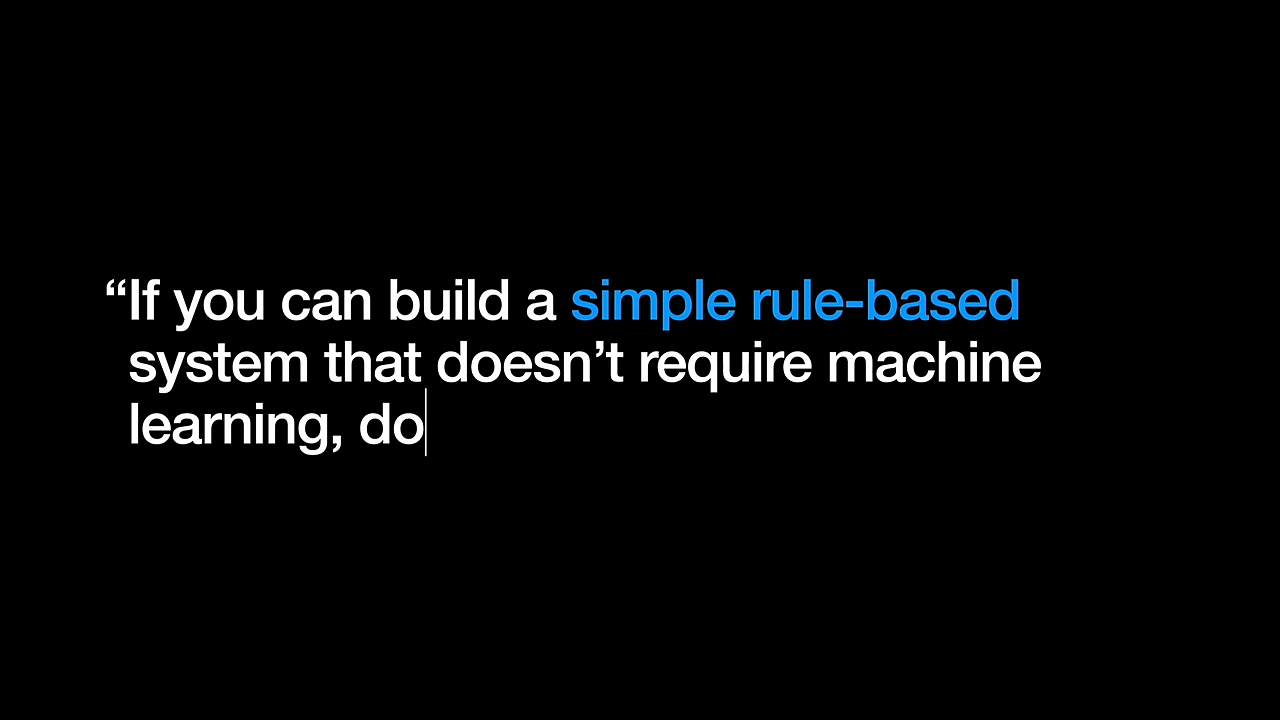 “If you can build a simple rule-based
system that doesn’t require machine
learning, do